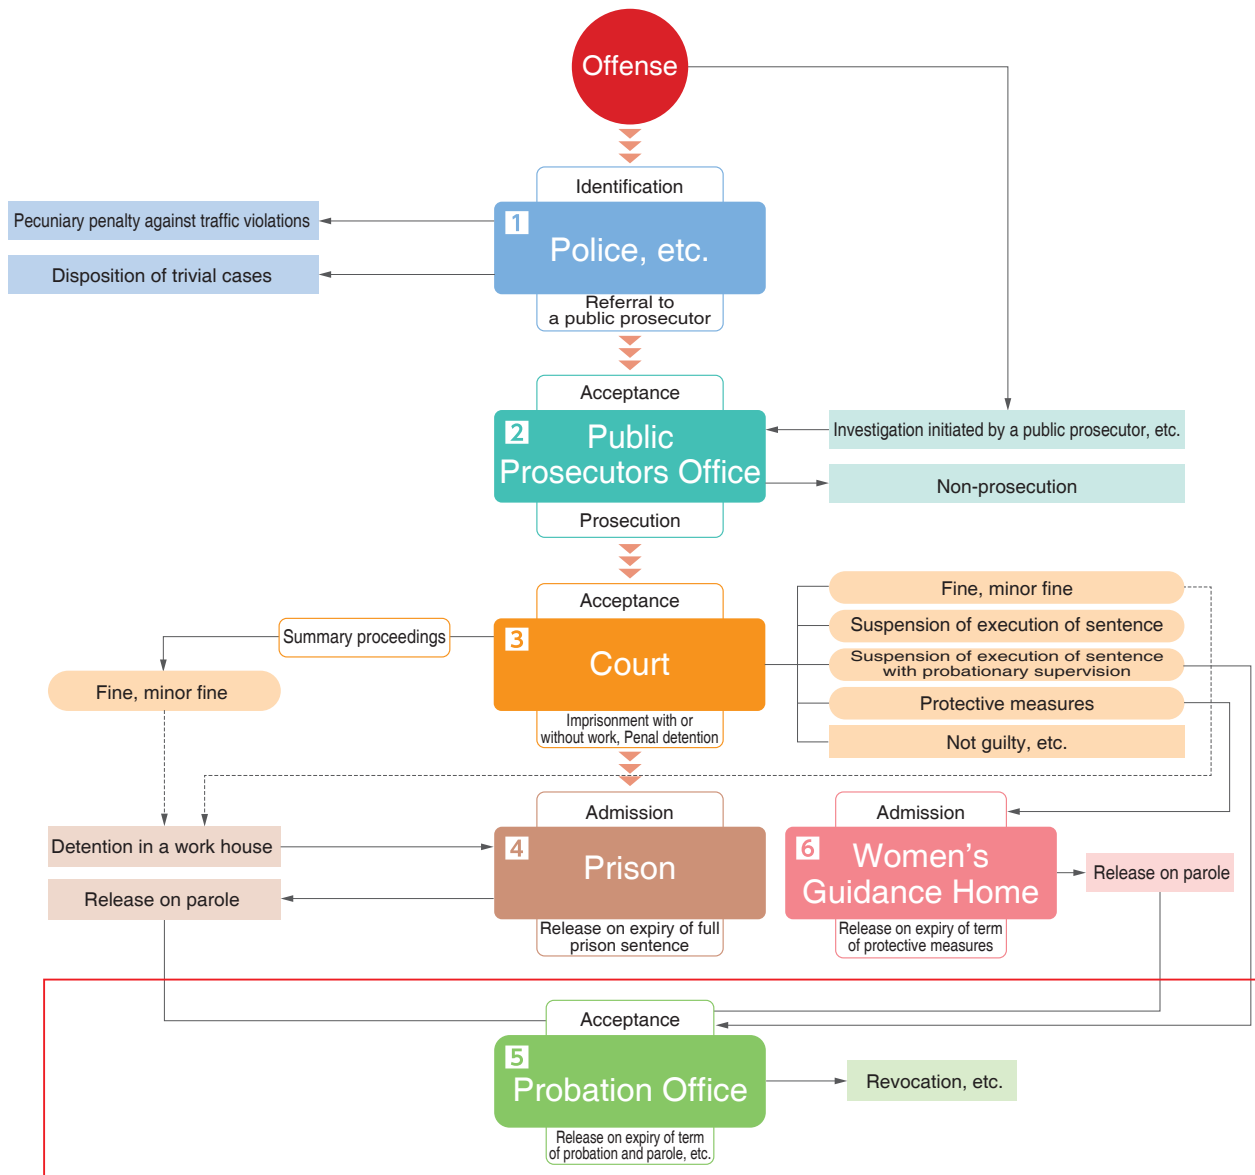 Offense
Identification
1
Police, etc.
Pecuniary penalty against traffic violations
Disposition of trivial cases
Referral to
a public prosecutor
Acceptance
2
Public
Prosecutors Office
Investigation initiated by a public prosecutor, etc.
Non-prosecution
Prosecution
Acceptance
3
Court
Summary proceedings
Fine, minor fine
Fine, minor fine
Suspension of execution of sentence
Suspension of execution of sentence
with probationary supervision
Protective measures
Not guilty, etc.
Imprisonment with or
without work, Penal detention
Admission
4
Prison
Detention in a work house
Release on parole
Release on expiry of full
prison sentence
Admission
6
Women's
Guidance Home
Release on parole
Release on expiry of term
of protective measures
Acceptance
5
Probation Office
Revocation, etc.
Release on expiry of term
of probation and parole, etc.